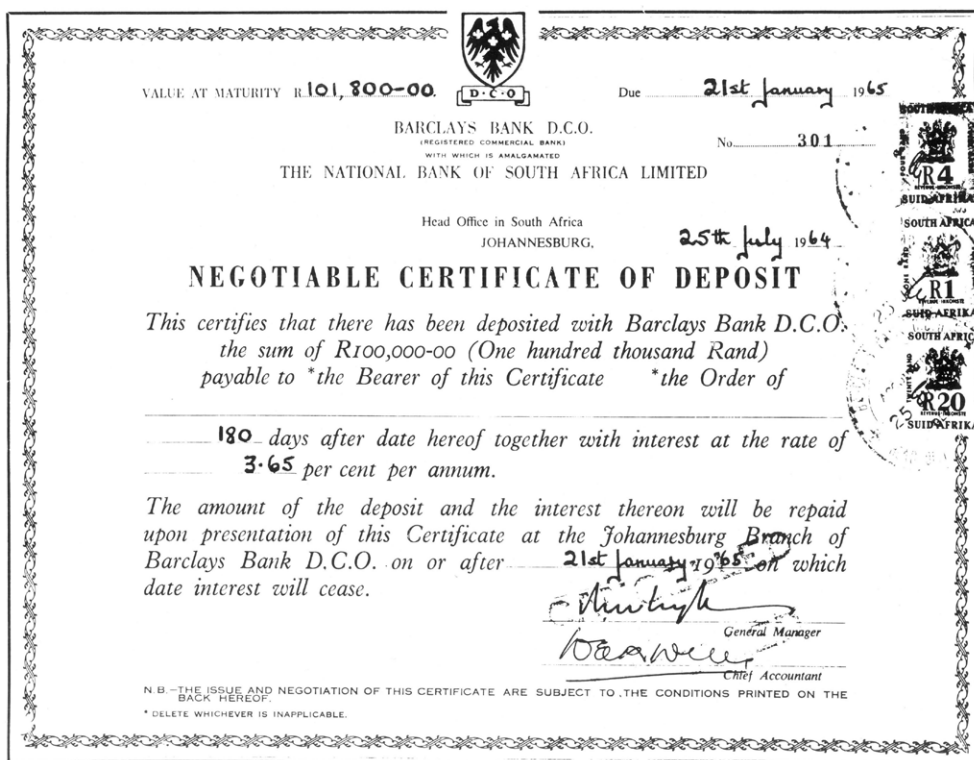 D·C·O
VALUE AT MATURITY R 101,800-00. Due 21st January 1965
BARCLAYS BANK D.C.O.
(REGISTERED COMMERCIAL BANK)
No. 301
WITH WHICH IS AMALGAMATED
THE NATIONAL BANK OF SOUTH AFRICA LIMITED
Head Office in South Africa
JOHANNESBURG, 25th July 1964
NEGOTIABLE CERTIFICATE OF DEPOSIT
This certifies that there has been deposited with Barclays Bank D.C.O.
the sum of R100,000-00 (One hundred thousand Rand)
payable to *the Bearer of this Certificate *the Order of
180 days after date hereof together with interest at the rate of
3·65 per cent per annum.
The amount of the deposit and the interest thereon will be repaid
upon presentation of this Certificate at the Johannesburg Branch of
Barclays Bank D.C.O. on or after 21st January 1965 on which
date interest will cease.
General Manager
Chief Accountant
N.B.—THE ISSUE AND NEGOTIATION OF THIS CERTIFICATE ARE SUBJECT TO THE CONDITIONS PRINTED ON THE
BACK HEREOF.
* DELETE WHICHEVER IS INAPPLICABLE.
SOUTH AFRICA
R4
SUID AFRIKA
SOUTH AFRICA
R1
SUID AFRIKA
SOUTH AFRICA
R20
SUID AFRIKA